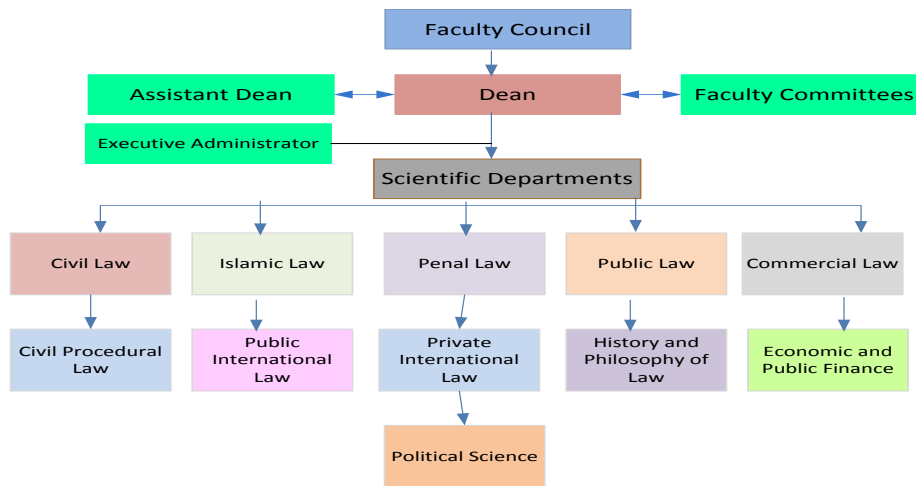 Faculty Council
Assistant Dean
Dean
Faculty Committees
Executive Administrator
Scientific Departments
Civil Law
Islamic Law
Penal Law
Public Law
Commercial Law
Civil Procedural
Law
Public
International
Law
Private
International
Law
History and
Philosophy of
Law
Economic and
Public Finance
Political Science